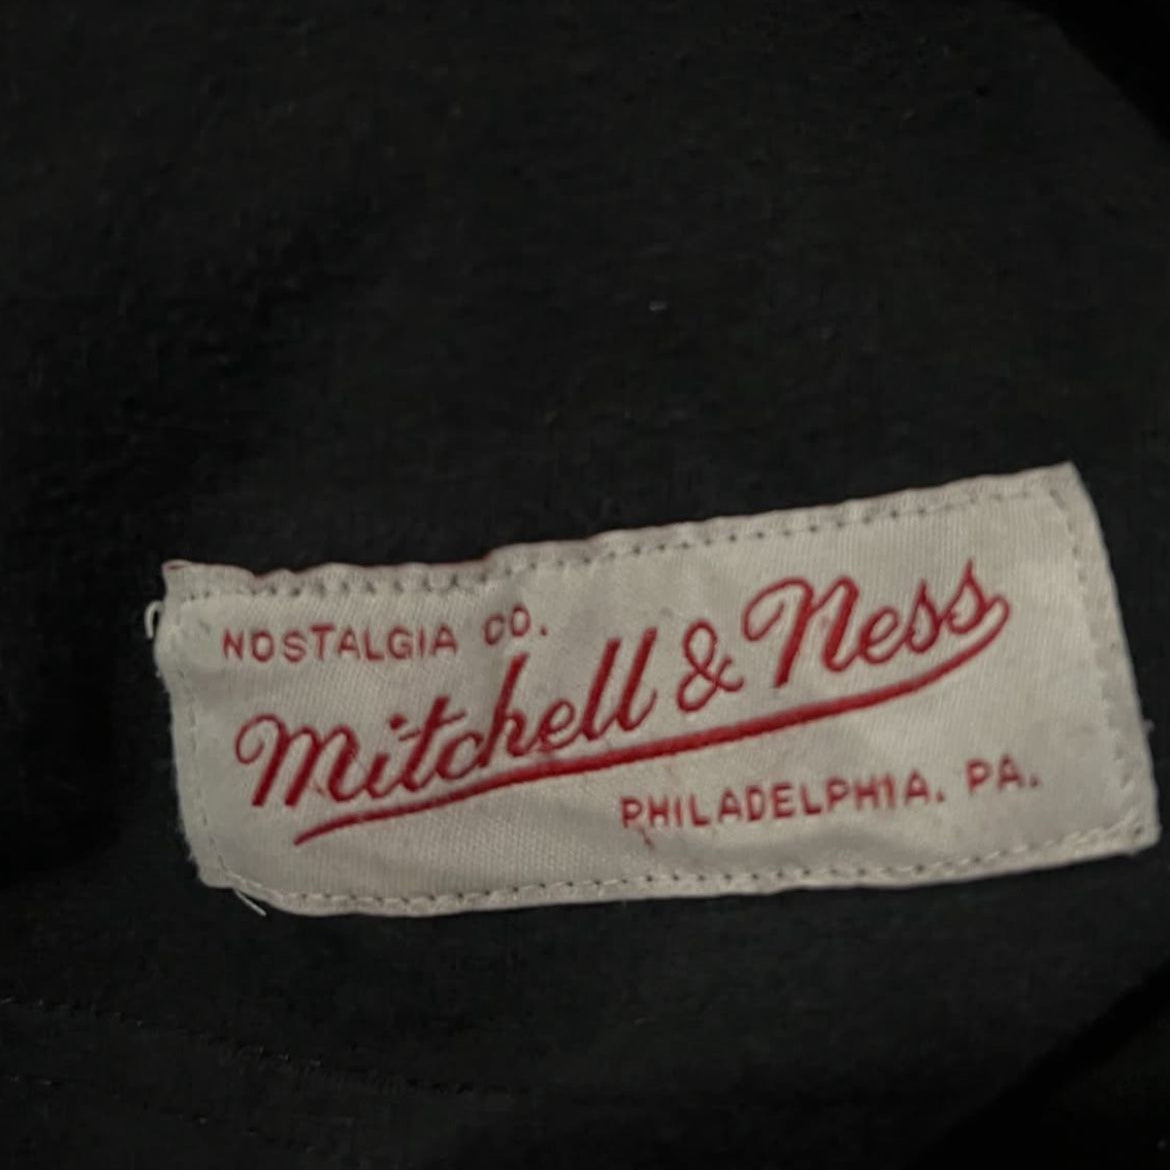 NOSTALGIA CO.
Mitchell & Ness
PHILADELPHIA. PA.